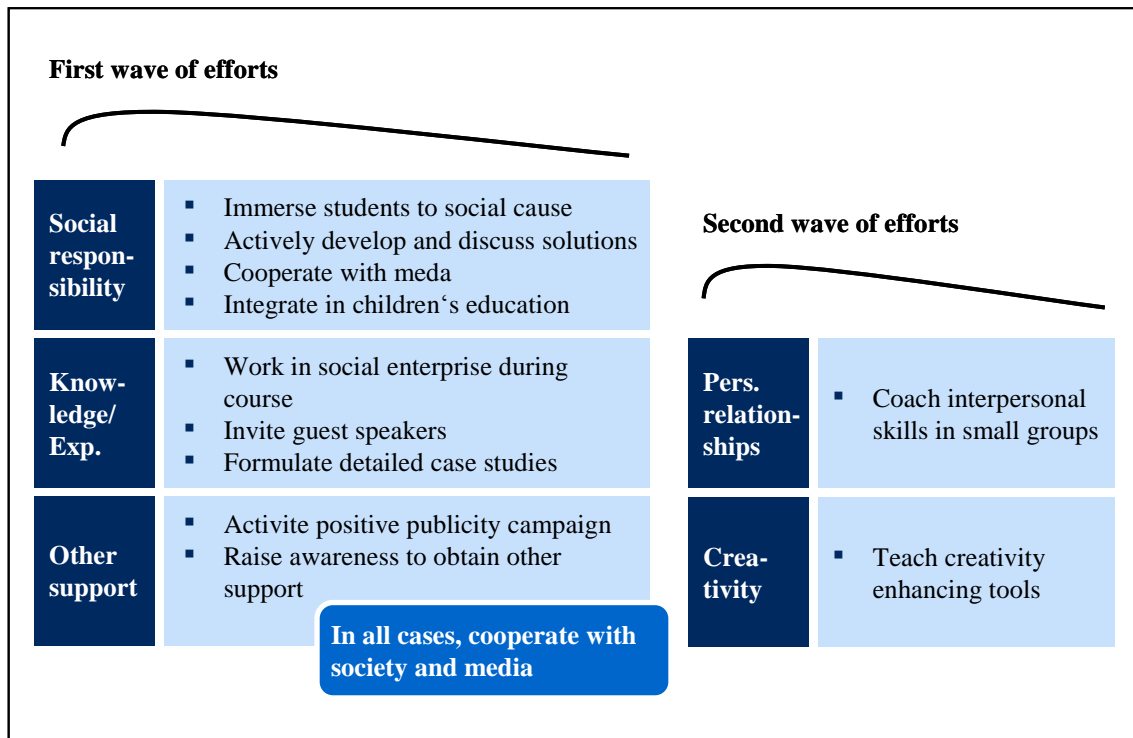 First wave of efforts
Social
respon-
sibility
▪ Immerse students to social cause
▪ Actively develop and discuss solutions
▪ Cooperate with meda
▪ Integrate in children‘s education
Know-
ledge/
Exp.
▪ Work in social enterprise during
course
▪ Invite guest speakers
▪ Formulate detailed case studies
Other
support
▪ Activite positive publicity campaign
▪ Raise awareness to obtain other
support
In all cases, cooperate with
society and media
Second wave of efforts
Pers.
relation-
ships
▪ Coach interpersonal
skills in small groups
Crea-
tivity
▪ Teach creativity
enhancing tools